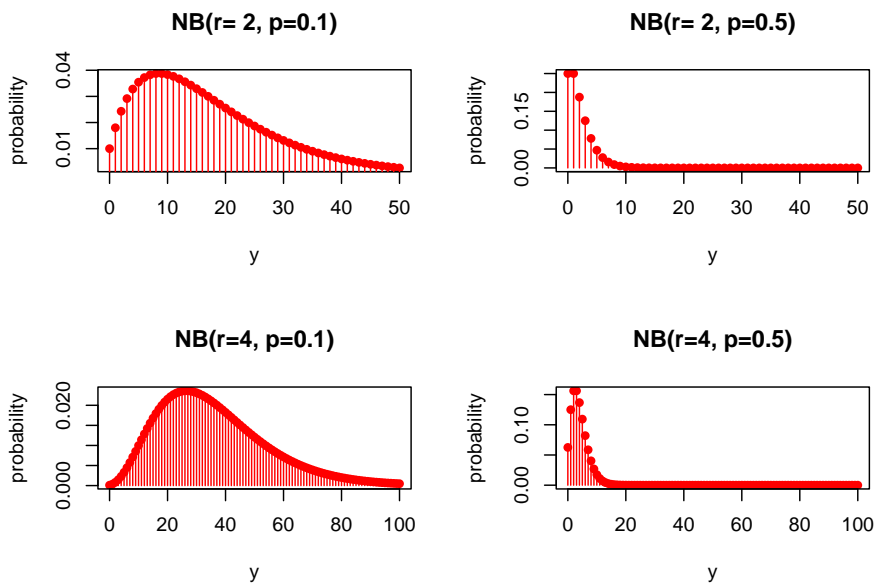 NB(r= 2, p=0.1)
probability
0.04
0.01
0 10 20 30 40 50
y
NB(r= 2, p=0.5)
probability
0.15
0.00
0 10 20 30 40 50
y
NB(r=4, p=0.1)
probability
0.020
0.000
0 20 40 60 80 100
y
NB(r=4, p=0.5)
probability
0.10
0.00
0 20 40 60 80 100
y